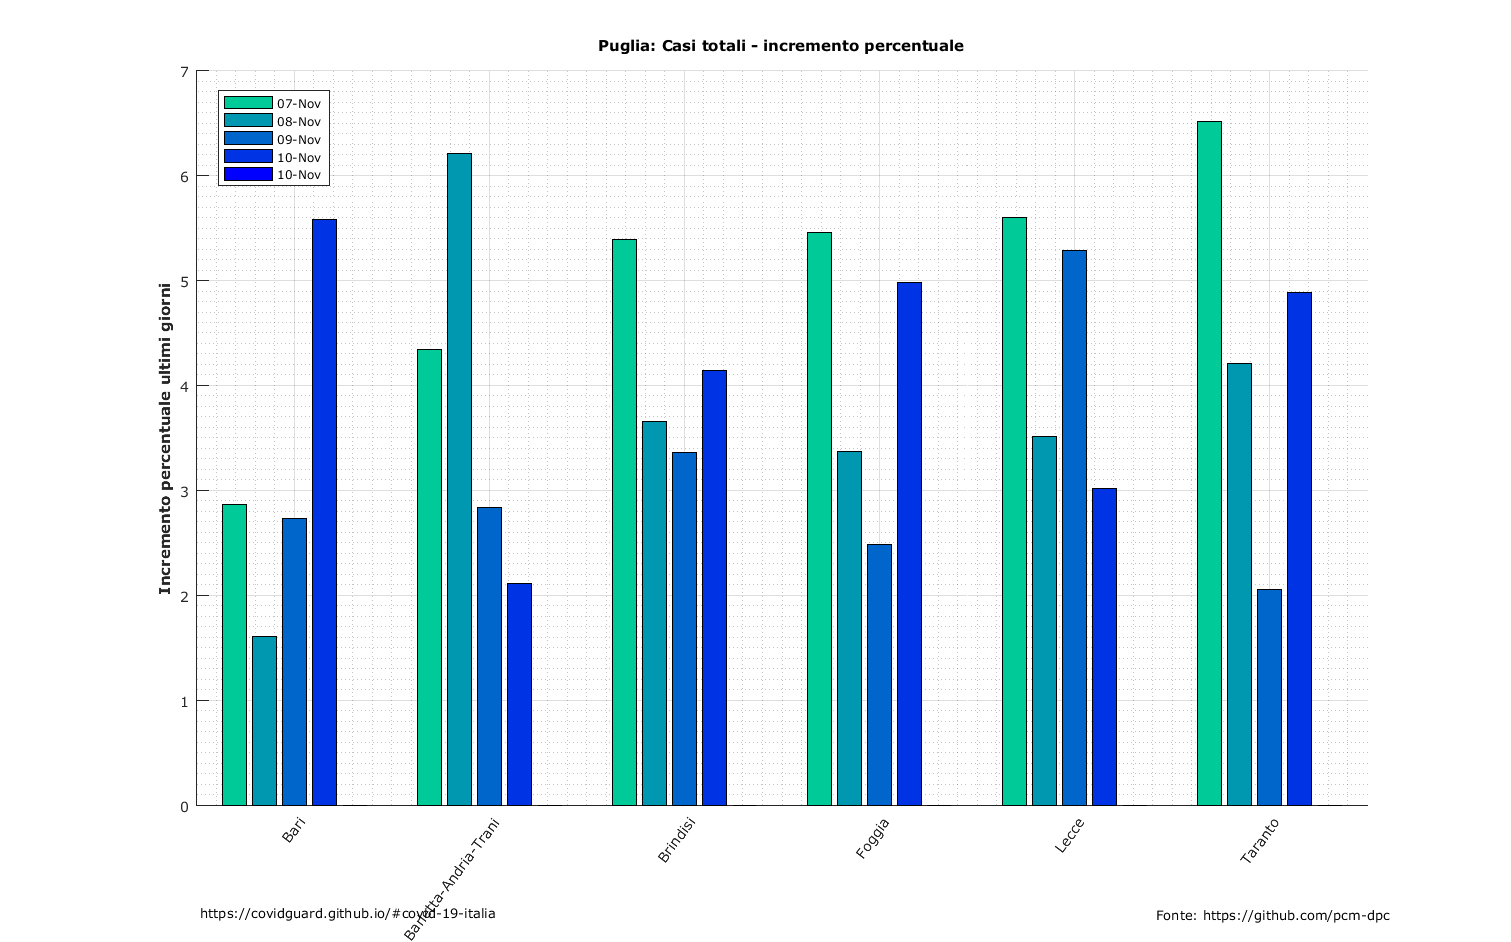 Puglia: Casi totali - incremento percentuale
7
6
5
4
3
2
1
0
Incremento percentuale ultimi giorni
07-Nov
08-Nov
09-Nov
10-Nov
10-Nov
Bari
Barletta-Andria-Trani
Brindisi
Foggia
Lecce
Taranto
https://covidguard.github.io/#covid-19-italia
Fonte: https://github.com/pcm-dpc